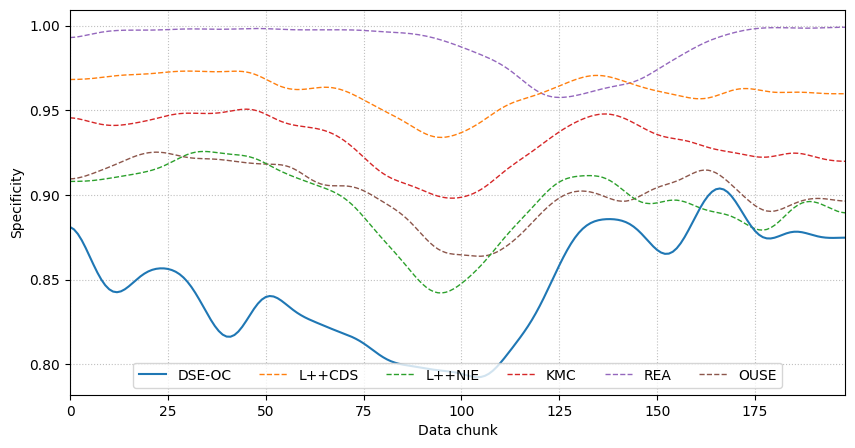 1.00
0.95
0.90
0.85
0.80
Specificity
DSE-OC L++CDS L++NIE KMC REA OUSE
0 25 50 75 100 125 150 175
Data chunk